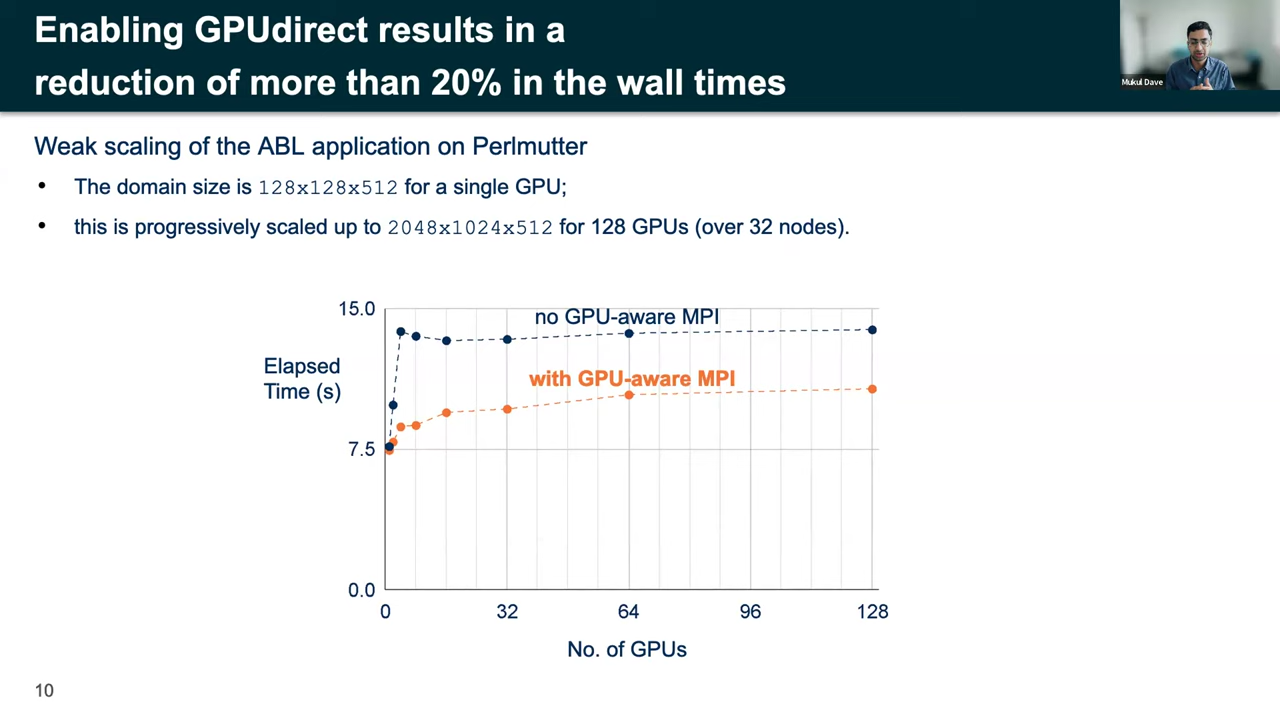 Enabling GPUdirect results in a
reduction of more than 20% in the wall times
Mukul Dave
Weak scaling of the ABL application on Perlmutter
• The domain size is 128x128x512 for a single GPU;
• this is progressively scaled up to 2048x1024x512 for 128 GPUs (over 32 nodes).
15.0
no GPU-aware MPI
Elapsed
Time (s)
with GPU-aware MPI
7.5
0.0
0 32 64 96 128
No. of GPUs
10